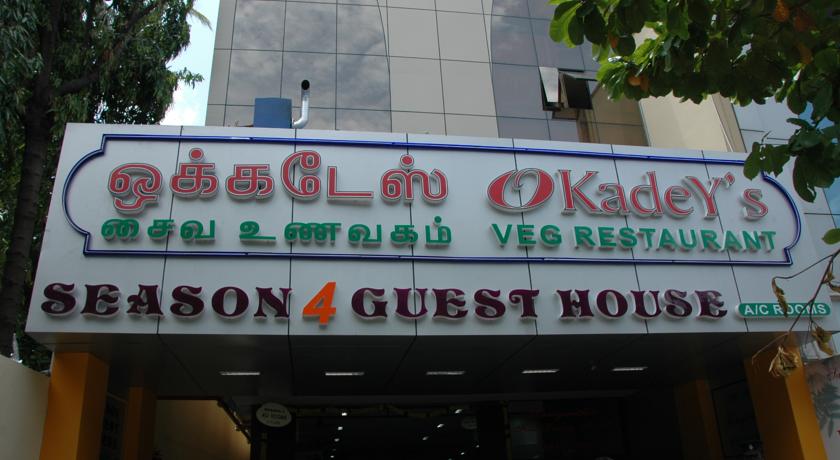 ஒக்கடேஸ் OKadeY's
சைவ உணவகம் VEG RESTAURANT
SEASON 4 GUEST HOUSE A/C ROOMS